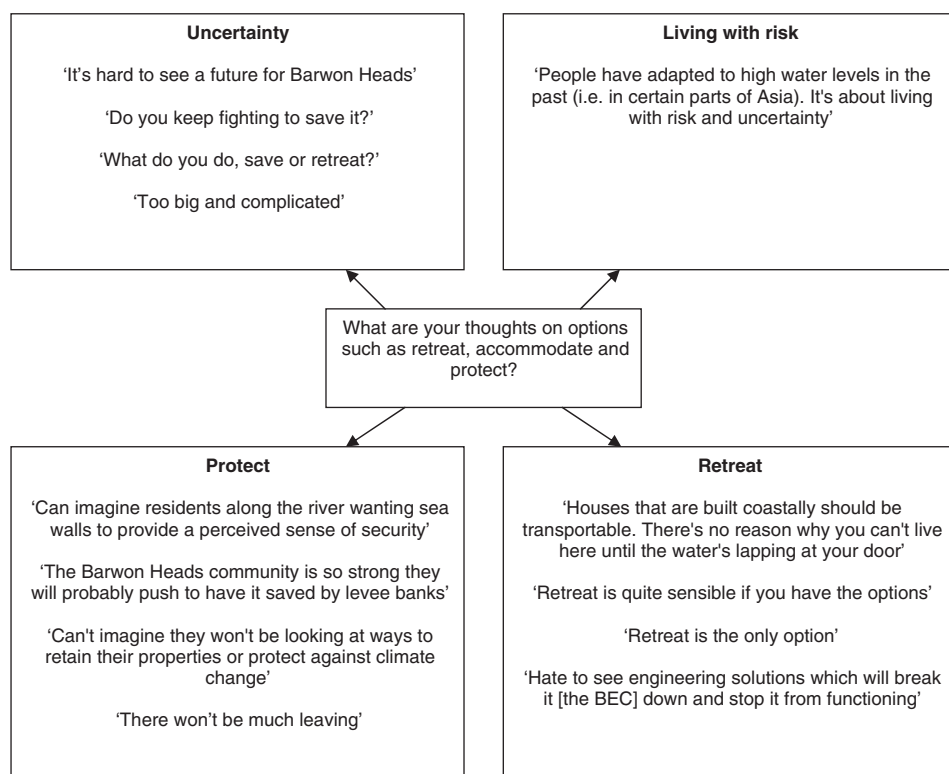 Uncertainty
‘It's hard to see a future for Barwon Heads’
‘Do you keep fighting to save it?’
‘What do you do, save or retreat?’
‘Too big and complicated’
Living with risk
‘People have adapted to high water levels in the
past (i.e. in certain parts of Asia). It's about living
with risk and uncertainty’
What are your thoughts on options
such as retreat, accommodate and
protect?
Protect
‘Can imagine residents along the river wanting sea
walls to provide a perceived sense of security’
‘The Barwon Heads community is so strong they
will probably push to have it saved by levee banks’
‘Can't imagine they won't be looking at ways to
retain their properties or protect against climate
change’
‘There won’t be much leaving’
Retreat
‘Houses that are built coastally should be
transportable. There's no reason why you can't live
here until the water's lapping at your door’
‘Retreat is quite sensible if you have the options’
‘Retreat is the only option’
‘Hate to see engineering solutions which will break
it [the BEC] down and stop it from functioning’